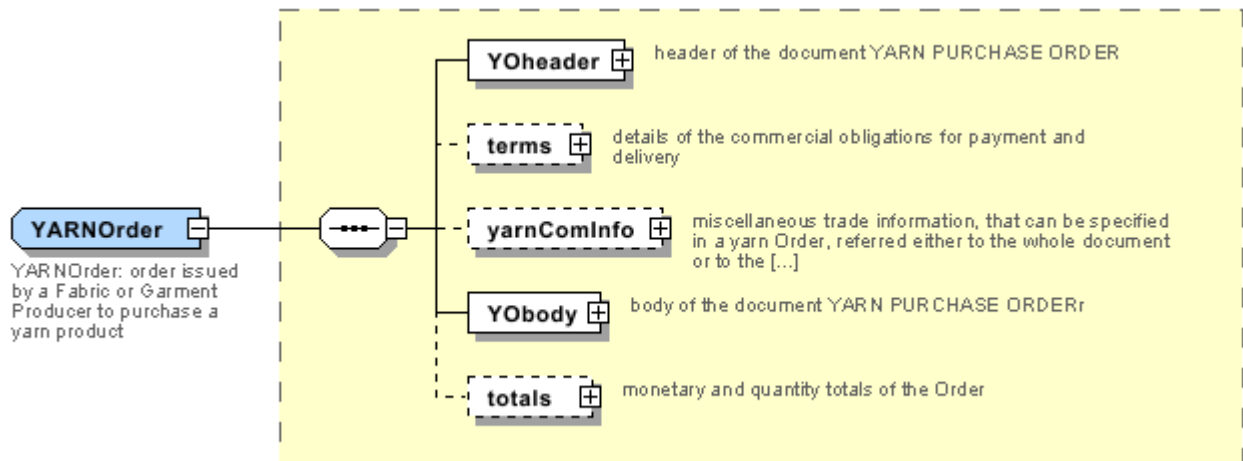 YOheader
header of the document YARN PURCHASE ORDER
terms
details of the commercial obligations for payment and
delivery
YARNOrder
YARNOrder: order issued
by a Fabric or Garment
Producer to purchase a
yarn product
yarnComInfo
miscellaneous trade information, that can be specified
in a yarn Order, referred either to the whole document
or to the [...]
YObody
body of the document YARN PURCHASE ORDERr
totals
monetary and quantity totals of the Order